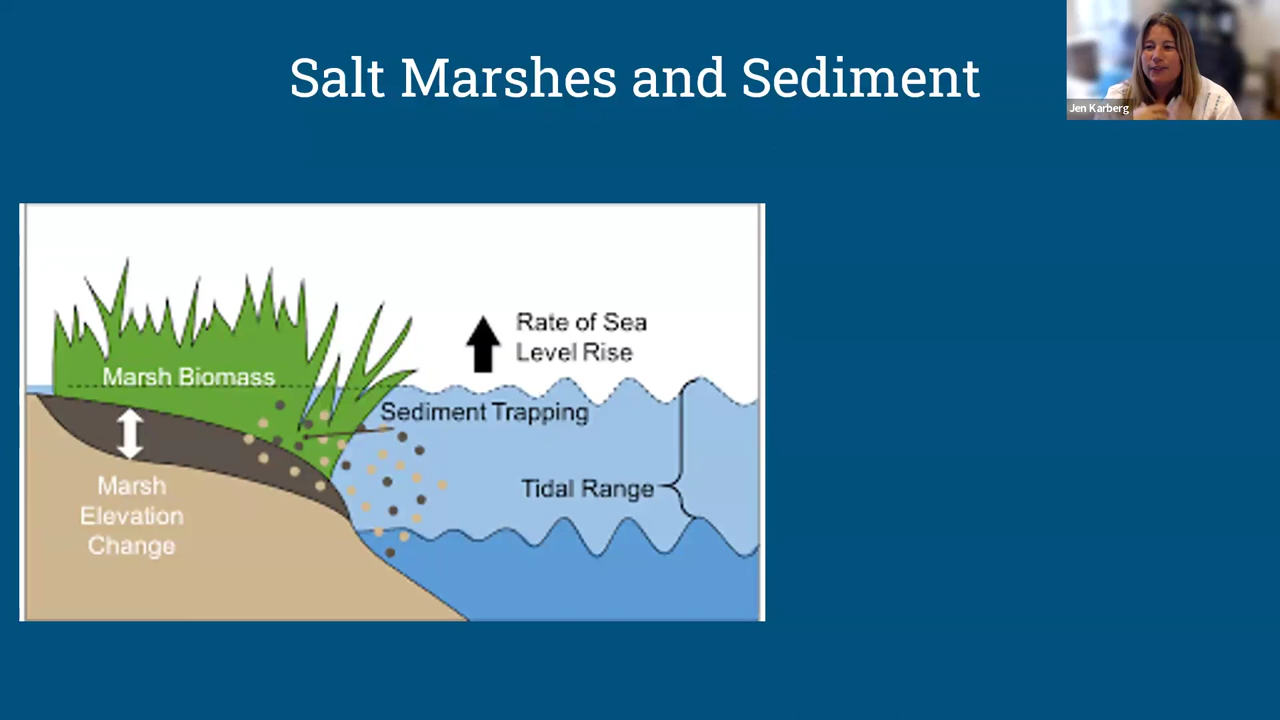 Salt Marshes and Sediment
Jen Karberg
Rate of Sea
Level Rise
Marsh Biomass
Sediment Trapping
Tidal Range
Marsh
Elevation
Change